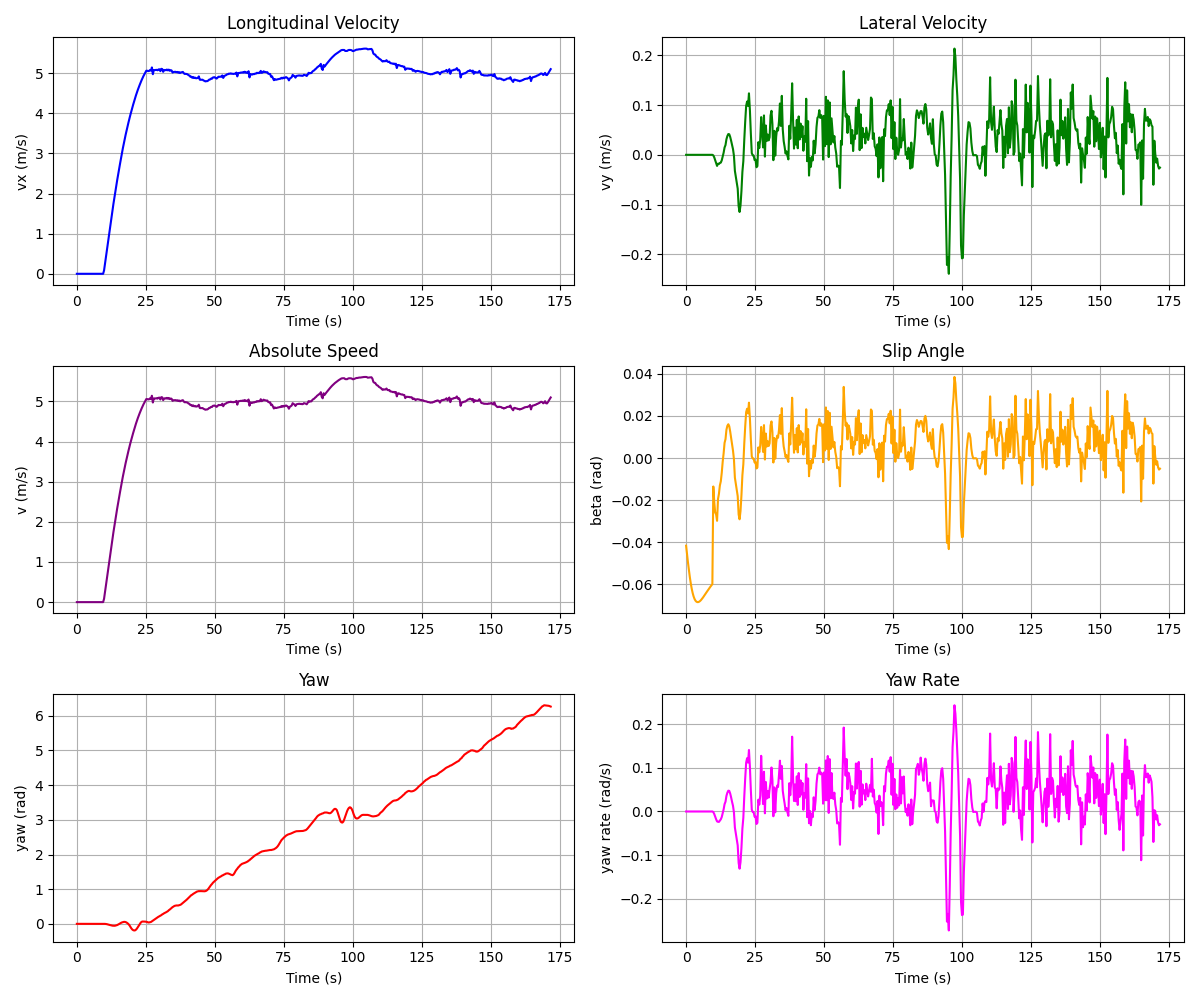 Longitudinal Velocity
vx (m/s)
5
4
3
2
1
0
0 25 50 75 100 125 150 175
Time (s)
Lateral Velocity
vy (m/s)
0.2
0.1
0.0
−0.1
−0.2
0 25 50 75 100 125 150 175
Time (s)
Absolute Speed
v (m/s)
5
4
3
2
1
0
0 25 50 75 100 125 150 175
Time (s)
Slip Angle
beta (rad)
0.04
0.02
0.00
−0.02
−0.04
−0.06
0 25 50 75 100 125 150 175
Time (s)
Yaw
yaw (rad)
6
5
4
3
2
1
0
0 25 50 75 100 125 150 175
Time (s)
Yaw Rate
yaw rate (rad/s)
0.2
0.1
0.0
−0.1
−0.2
0 25 50 75 100 125 150 175
Time (s)